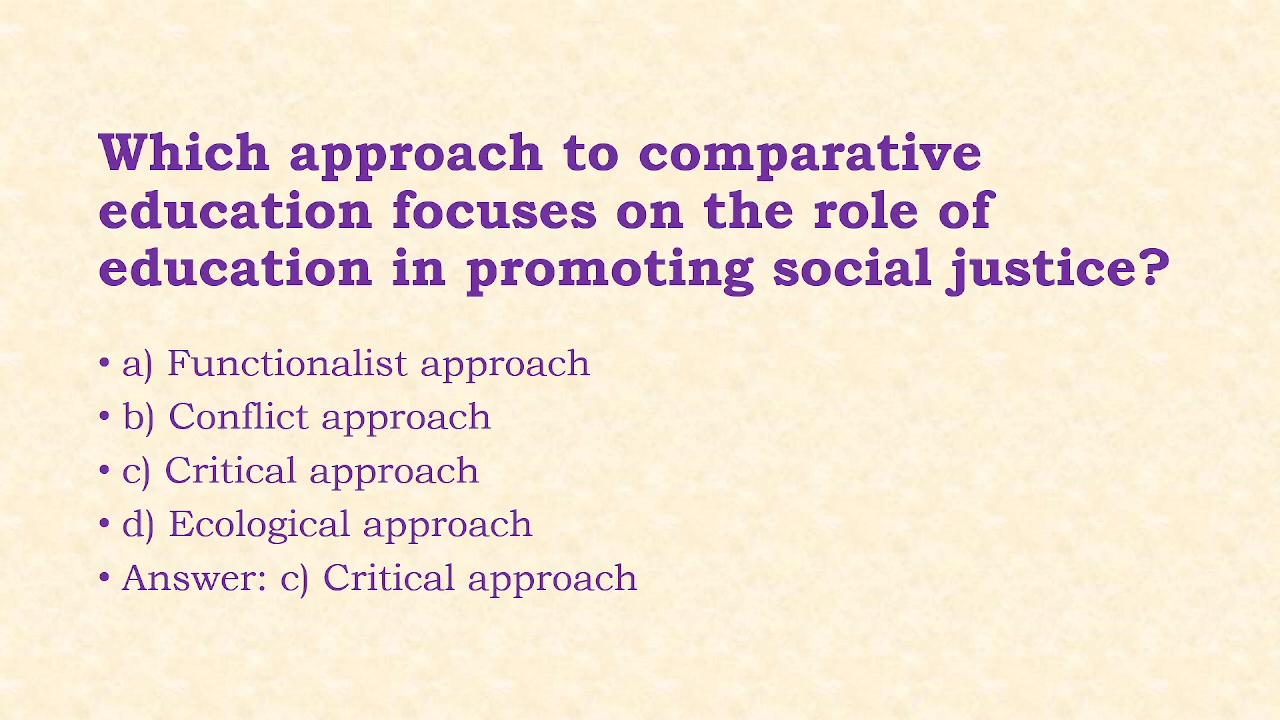 Which approach to comparative
education focuses on the role of
education in promoting social justice?
• a) Functionalist approach
• b) Conflict approach
• c) Critical approach
• d) Ecological approach
• Answer: c) Critical approach